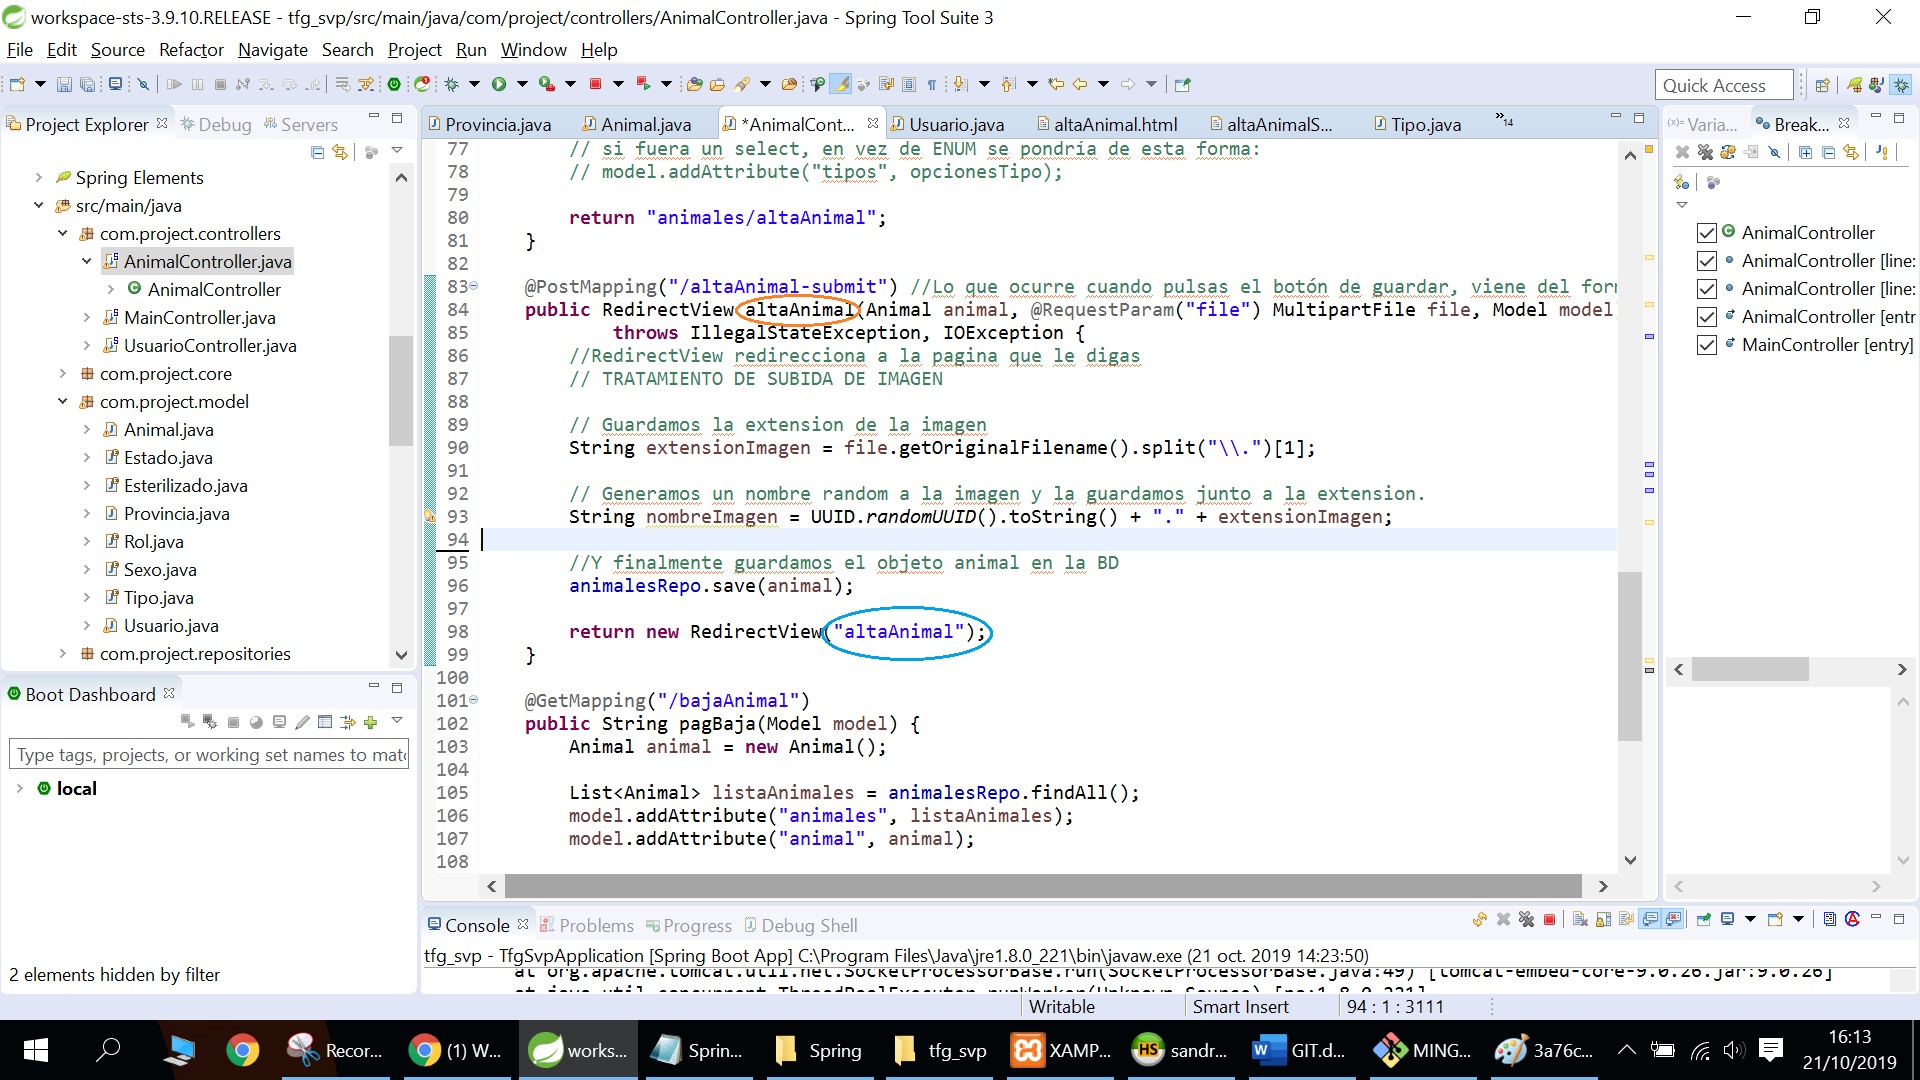 workspace-sts-3.9.10.RELEASE - tfg_svp/src/main/java/com/project/controllers/AnimalController.java - Spring Tool Suite 3
File Edit Source Refactor Navigate Search Project Run Window Help
Quick Access
Project Explorer Debug Servers
Spring Elements
src/main/java
com.project.controllers
AnimalController.java
AnimalController
MainController.java
UsuarioController.java
com.project.core
com.project.model
Animal.java
Estado.java
Esterilizado.java
Provincia.java
Rol.java
Sexo.java
Tipo.java
Usuario.java
com.project.repositories
Boot Dashboard
Type tags, projects, or working set names to mat
local
2 elements hidden by filter
Provincia.java Animal.java *AnimalCont... Usuario.java altaAnimal.html altaAnimalS... Tipo.java »14
77 // si fuera un select, en vez de ENUM se pondría de esta forma:
78 // model.addAttribute("tipos", opcionesTipo);
79
80 return "animales/altaAnimal";
81 }
82
83 @PostMapping("/altaAnimal-submit") //Lo que ocurre cuando pulsas el botón de guardar, viene del for
84 public RedirectView altaAnimal(Animal animal, @RequestParam("file") MultipartFile file, Model model
85 throws IllegalStateException, IOException {
86 //RedirectView redirecciona a la pagina que le digas
87 // TRATAMIENTO DE SUBIDA DE IMAGEN
88
89 // Guardamos la extension de la imagen
90 String extensionImagen = file.getOriginalFilename().split("\\.")[1];
91
92 // Generamos un nombre random a la imagen y la guardamos junto a la extension.
93 String nombreImagen = UUID.randomUUID().toString() + "." + extensionImagen;
94
95 //Y finalmente guardamos el objeto animal en la BD
96 animalesRepo.save(animal);
97
98 return new RedirectView("altaAnimal");
99 }
100
101 @GetMapping("/bajaAnimal")
102 public String pagBaja(Model model) {
103 Animal animal = new Animal();
104
105 List<Animal> listaAnimales = animalesRepo.findAll();
106 model.addAttribute("animales", listaAnimales);
107 model.addAttribute("animal", animal);
108
(x)= Varia... Break...
AnimalController
AnimalController [line:
AnimalController [line:
AnimalController [entr
MainController [entry]
Console Problems Progress Debug Shell
tfg_svp - TfgSvpApplication [Spring Boot App] C:\Program Files\Java\jre1.8.0_221\bin\javaw.exe (21 oct. 2019 14:23:50)
at org.apache.tomcat.util.net.SocketProcessorBase.run(SocketProcessorBase.java:49) [tomcat-embed-core-9.0.26.jar:9.0.26]
at java.util.concurrent.ThreadPoolExecutor.runWorker(Unknown Source) [na:1.8.0_221]
Writable Smart Insert 94 : 1 : 3111
Recor... (1) W... works... Sprin... Spring tfg_svp XAMP... sandr... GIT.d... MING... 3a76c... 16:13
21/10/2019